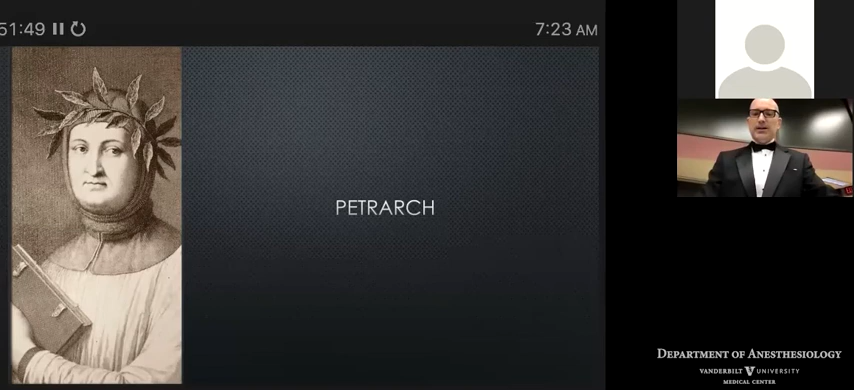 51:49
7:23 AM
PETRARCH
DEPARTMENT OF ANESTHESIOLOGY
VANDERBILT V UNIVERSITY
MEDICAL CENTER